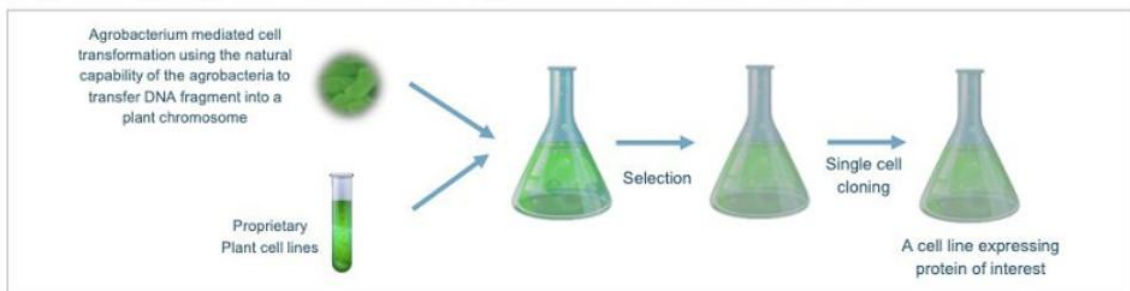 Agrobacterium mediated cell
transformation using the natural
capability of the agrobacteria to
transfer DNA fragment into a
plant chromosome
Proprietary
Plant cell lines
Selection
Single cell
cloning
A cell line expressing
protein of interest